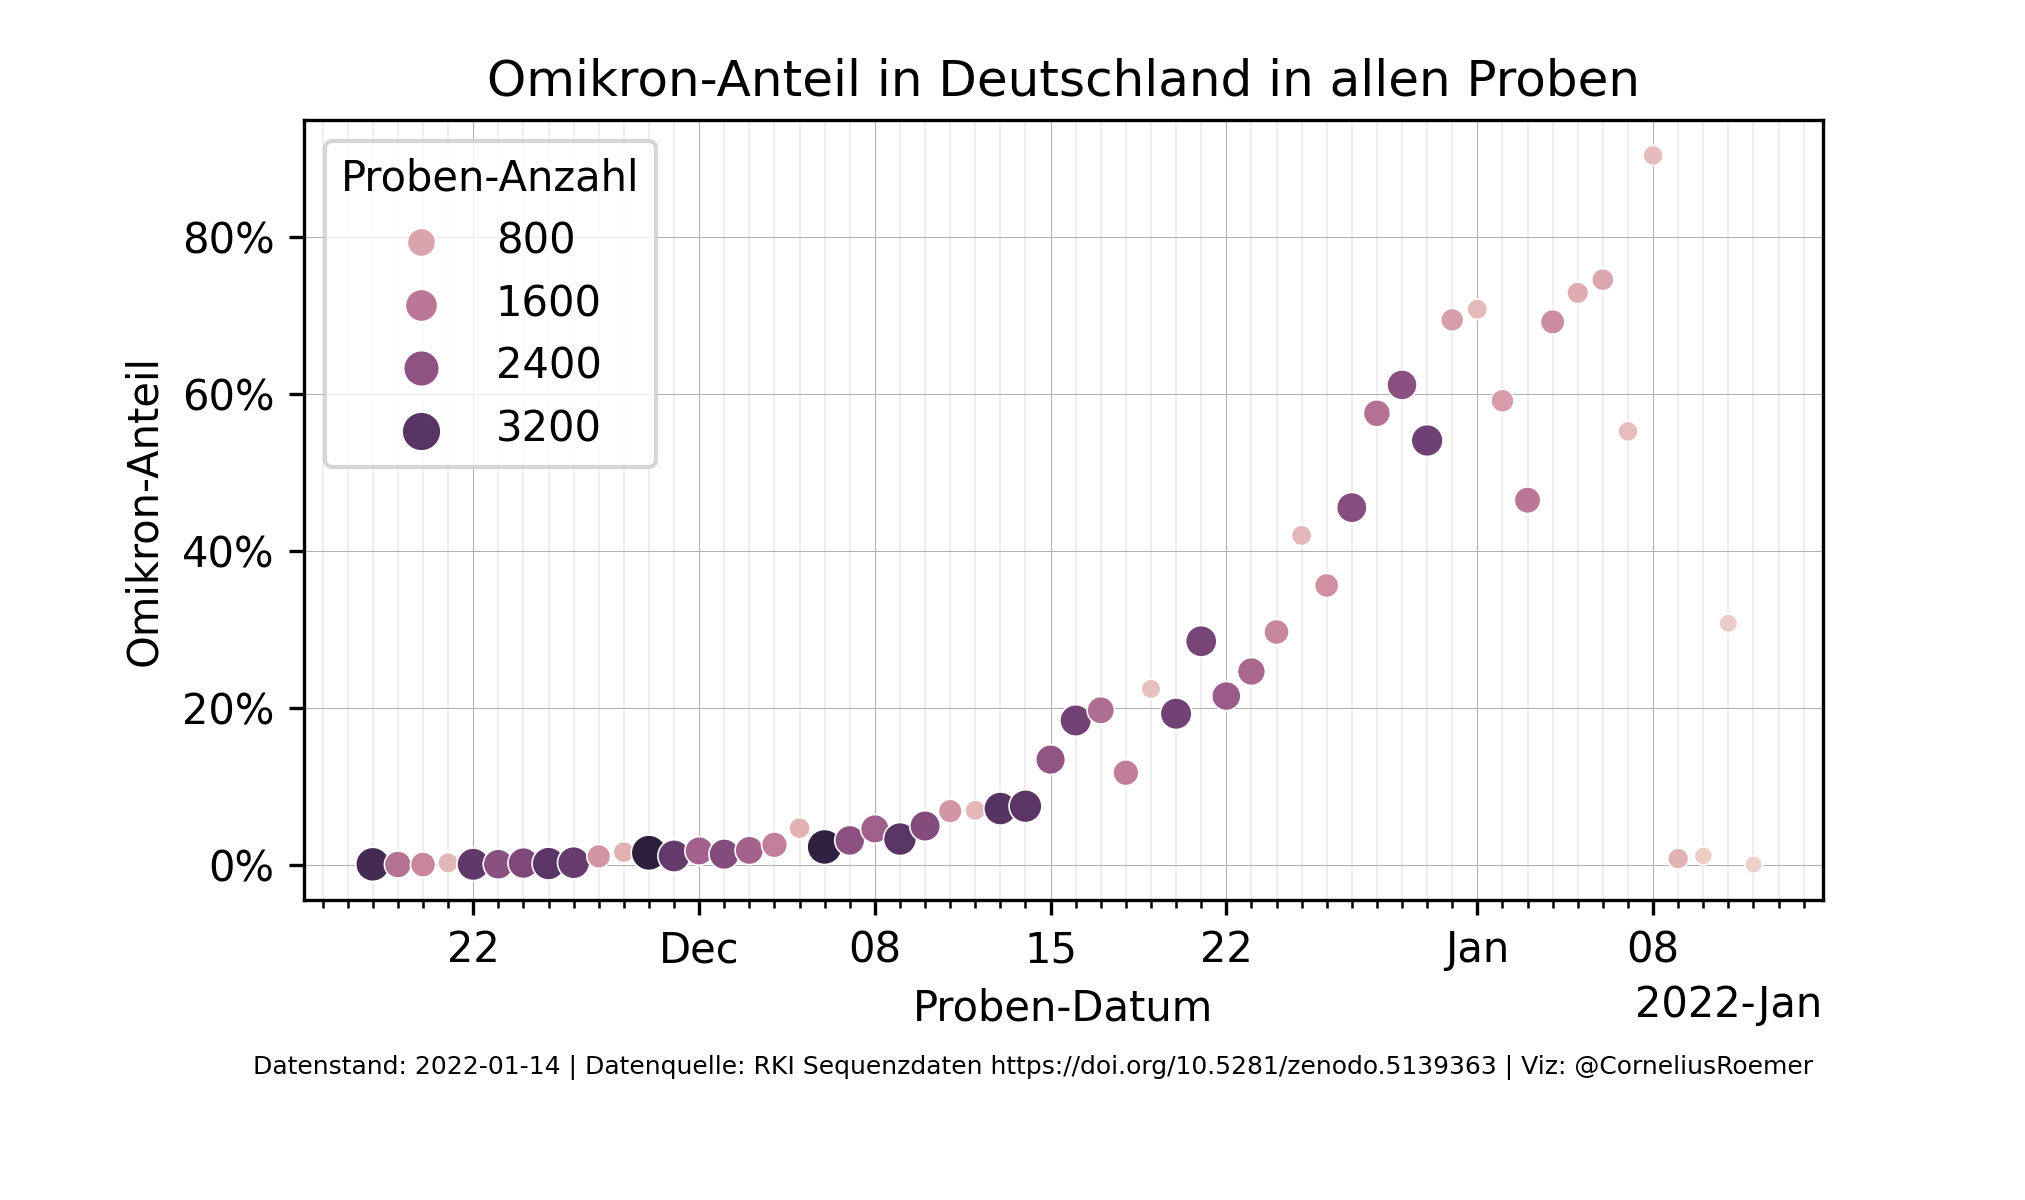 Omikron-Anteil in Deutschland in allen Proben
Proben-Anzahl
800
1600
2400
3200
Omikron-Anteil
80%
60%
40%
20%
0%
22 Dec 08 15 22 Jan 08
Proben-Datum
2022-Jan
Datenstand: 2022-01-14 | Datenquelle: RKI Sequenzdaten https://doi.org/10.5281/zenodo.5139363 | Viz: @CorneliusRoemer